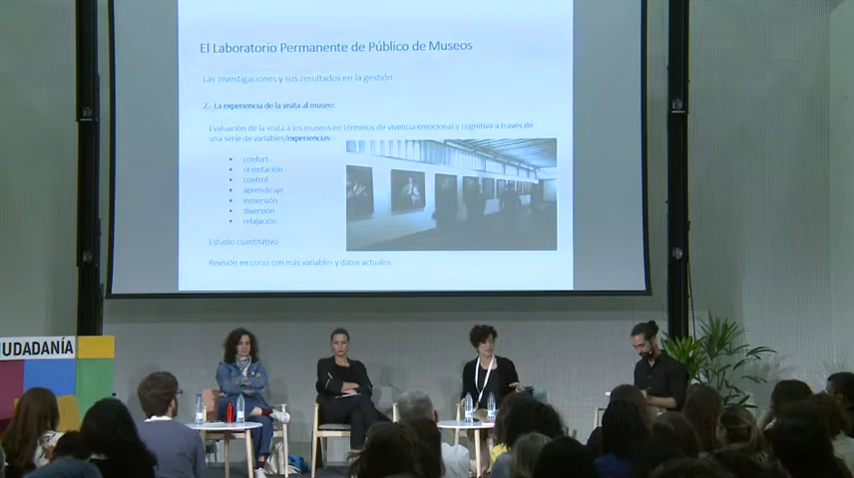 El Laboratorio Permanente de Público de Museos
Las investigaciones y sus resultados en la gestión
2.- La experiencia de la visita al museo:
Evaluación de la visita a los museos en términos de vivencia emocional y cognitiva a través de
una serie de variables/experiencias:
• confort
• orientación
• control
• aprendizaje
• inmersión
• diversión
• relajación
Estudio cuantitativo
Revisión en curso con más variables y datos actuales
UDADANÍA